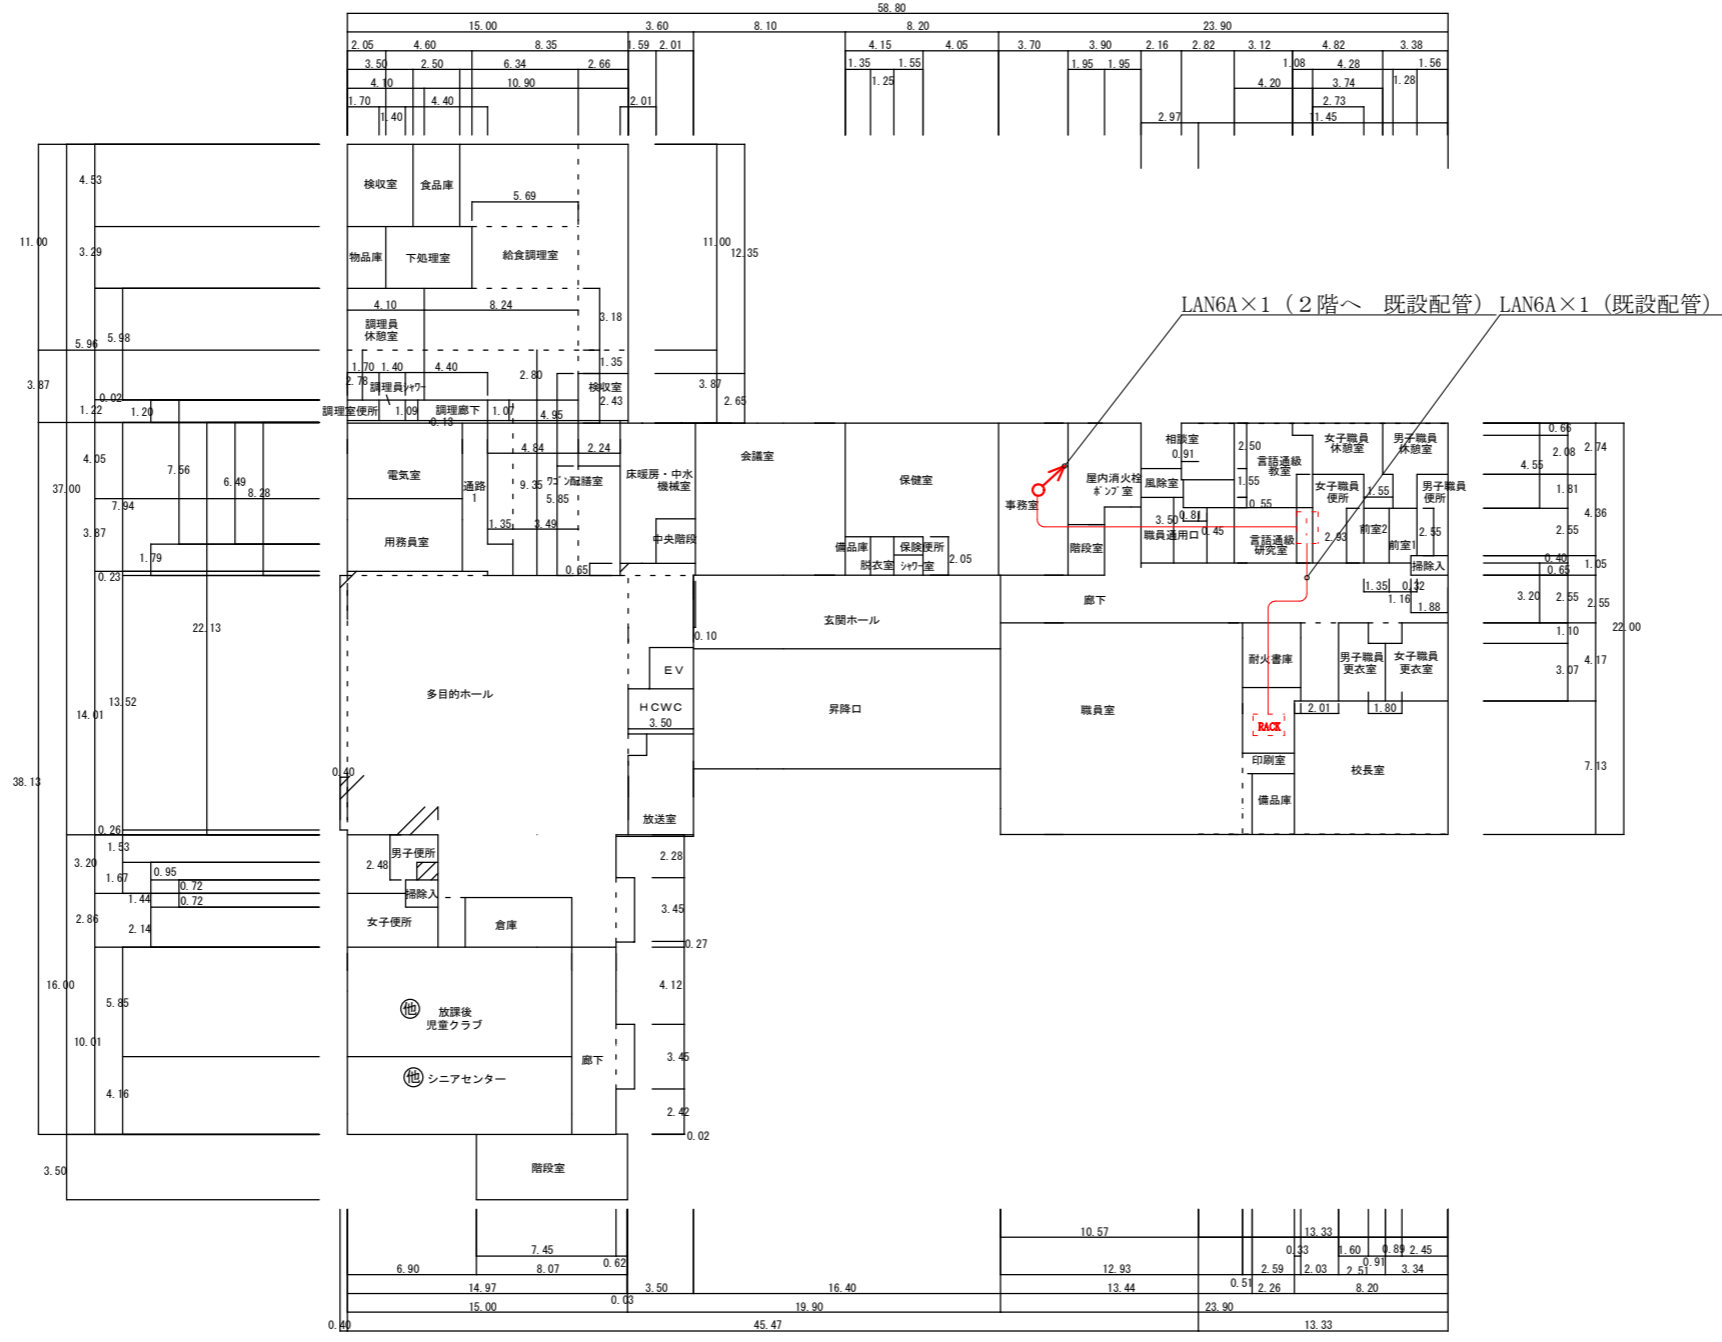 58.80
15.00 3.60 8.10 8.20 23.90
2.05 4.60 8.35 1.59 2.01 4.15 4.05 3.70 3.90 2.16 2.82 3.12 4.82 3.38
3.50 2.50 6.34 2.66 1.35 1.55 1.95 1.95 1.08 4.28 1.56
4.10 10.90 1.25 4.20 3.74 1.28
1.70 4.40 2.01 2.73
1.40 2.97 11.45
4.53
検収室 食品庫
5.69
11.00 3.29 11.00 12.35
物品庫 下処理室 給食調理室
LAN6A×1（2階へ 既設配管） LAN6A×1（既設配管）
4.10 8.24
3.18
調理員
休憩室
5.96 5.98
1.35
1.70 1.40 4.40 2.80
3.87 2.78 調理員シャワー 検収室 3.87
0.02 2.43 2.65
1.22 1.20 調理室便所 1.09 調理廊下 1.07 4.95
0.13
4.05 7.56 6.49 8.28
37.00 7.94
電気室 通路
1
4.84 2.24
9.35 ワゴン配膳室
5.85
床暖房・中水
機械室
会議室
保健室
事務室
屋内消火栓
ポンプ室
相談室
0.91
2.50
言語通級
教室
女子職員
休憩室
男子職員
休憩室
0.66
2.08 2.74
4.55
風除室
1.55
0.55
女子職員
便所
1.55
男子職員
便所
1.81
4.36
3.87
1.35 3.49
用務員室
中央階段
備品庫 保険便所
脱衣室 シャワー室
2.05
階段室
3.50 0.81
職員通用口 0.45
言語通級
研究室
2.93 前室2
前室1
2.55
2.55
掃除入
0.40
0.65 1.05
1.79
0.23 0.65
1.35 0.32
1.16
1.88
3.20 2.55 2.55
廊下
22.13
玄関ホール
0.10
1.10 22.00
EV
耐火書庫
男子職員
更衣室
女子職員
更衣室
4.17
3.07
多目的ホール
HCWC
3.50
昇降口
職員室
2.01 1.80
14.01 13.52
RACK
印刷室
校長室
7.13
38.13 0.40
備品庫
放送室
0.26
1.53
3.20
1.67
2.48 男子便所
2.28
0.95
0.72
1.44 0.72
掃除入
2.86
2.14
女子便所 倉庫
3.45
0.27
16.00 5.85
放課後
児童クラブ
他
4.12
10.01
廊下
3.45
4.16
他 シニアセンター
2.42
0.02
3.50
階段室
10.57 13.33
7.45 0.62 0.33 1.60 0.89 2.45
0.91
6.90 8.07 12.93 2.59 2.03 2.51 3.34
14.97 3.50 16.40 13.44 0.51 2.26 8.20
0.03
15.00 19.90 23.90
0.40 45.47 13.33